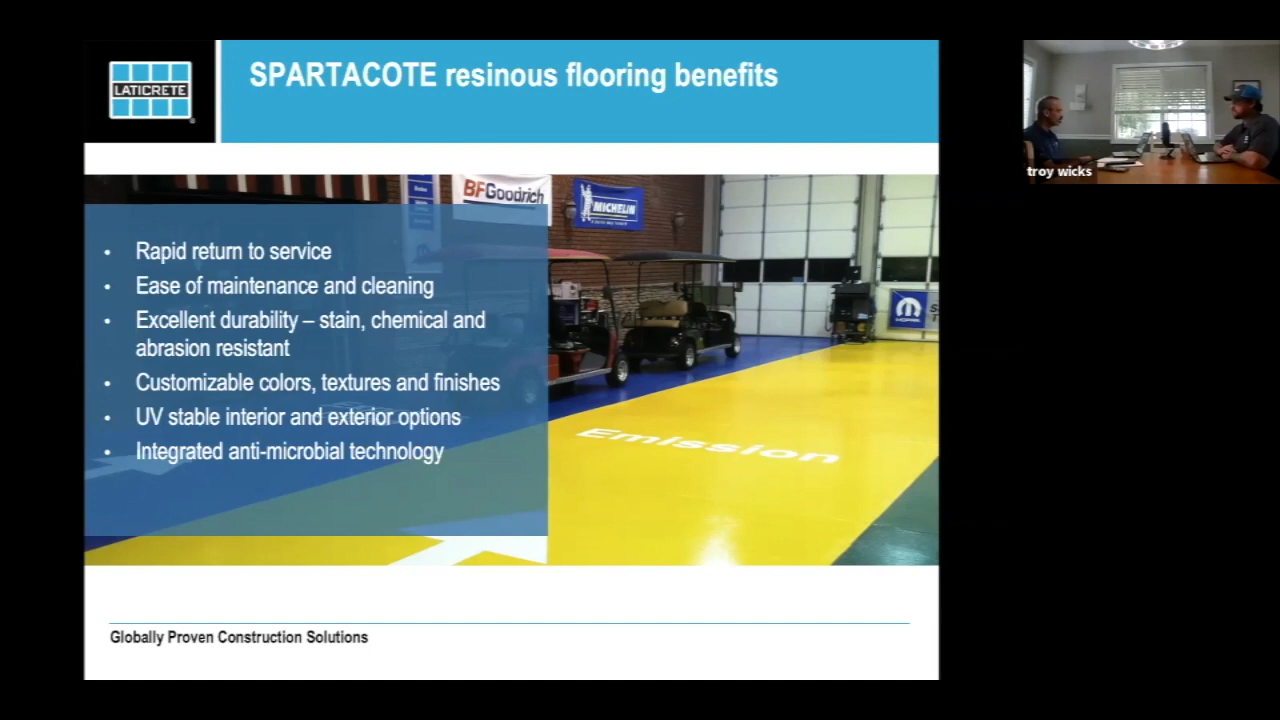 LATICRETE
SPARTACOTE resinous flooring benefits
BFGoodrich
MICHELIN
• Rapid return to service
• Ease of maintenance and cleaning
• Excellent durability – stain, chemical and
abrasion resistant
• Customizable colors, textures and finishes
• UV stable interior and exterior options
• Integrated anti-microbial technology
Emission
Globally Proven Construction Solutions
troy wicks